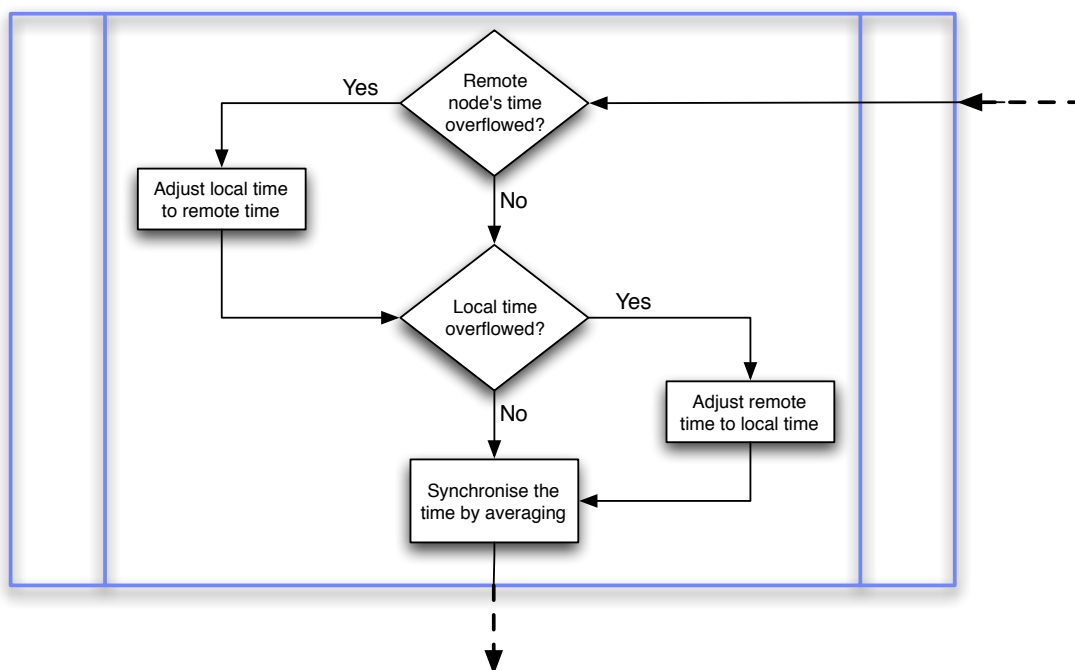 Remote
node's time
overflowed?
Yes
Adjust local time
to remote time
No
Local time
overflowed?
Yes
Adjust remote
time to local time
No
Synchronise the
time by averaging